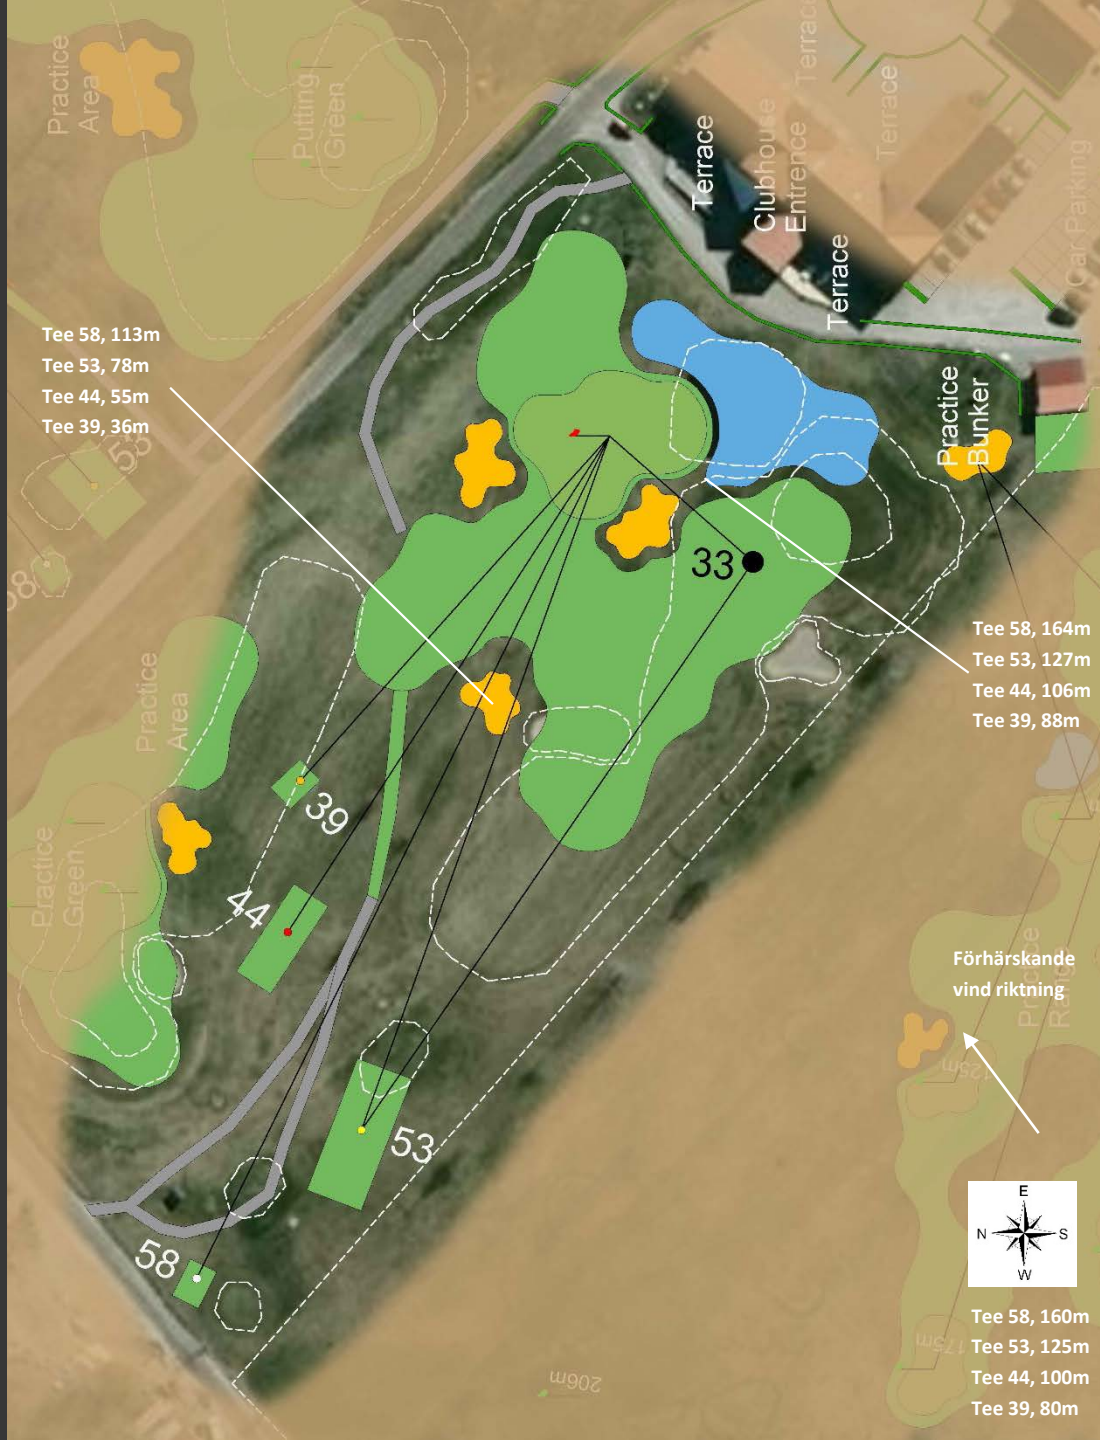 Practice
Area
Putting
Green
Terrace
Terrace
Terrace
Clubhouse
Entrence
Terrace
Car Parking
Tee 58, 113m
Tee 53, 78m
Tee 44, 55m
Tee 39, 36m
Practice
Bunker
33
Tee 58, 164m
Tee 53, 127m
Tee 44, 106m
Tee 39, 88m
Practice
Area
39
Practice
Green
44
Förhärskande
vind riktning
Practice
Range
125m
53
58
E
N
S
W
Tee 58, 160m
Tee 53, 125m
Tee 44, 100m
Tee 39, 80m
175m
206m